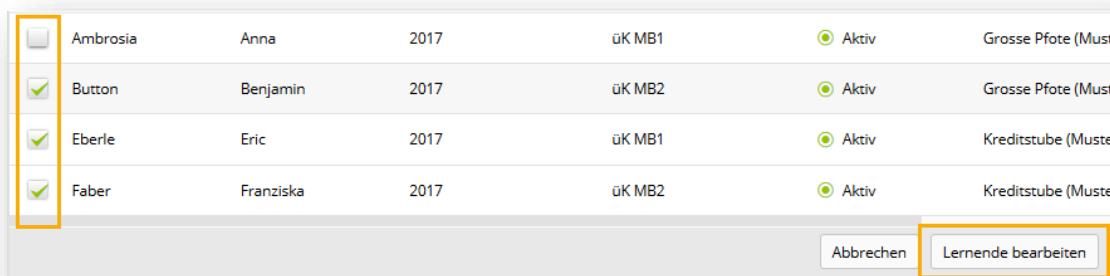 Ambrosia Anna 2017 üK MB1 Aktiv Grosse Pfote (Must
Button Benjamin 2017 üK MB2 Aktiv Grosse Pfote (Must
Eberle Eric 2017 üK MB1 Aktiv Kreditstube (Muste
Faber Franziska 2017 üK MB2 Aktiv Kreditstube (Muste
Abbrechen Lernende bearbeiten